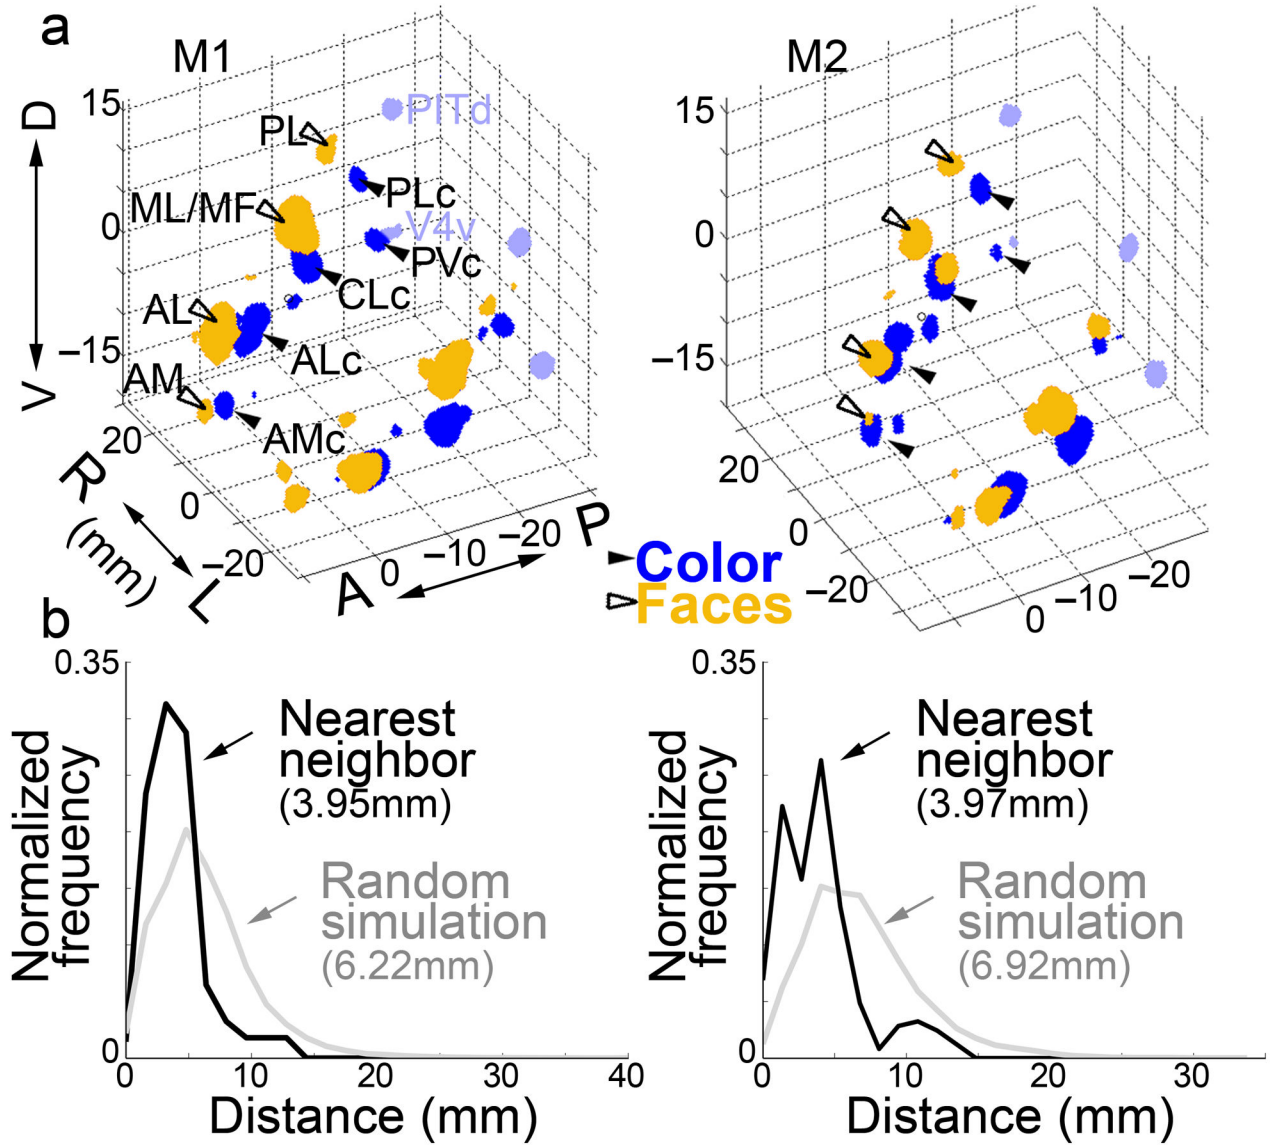 a
M1
M2
D
V
15
0
−15
PL
PITd
PLc
ML/MF
V4v
PVc
CLc
AL
ALc
AM
AMc
20
0
−20
R
(mm)
L
A
0
−10
−20
P
15
0
−15
20
0
−20
0
−10
−20
Color
Faces
b
0.35
0
Normalized
frequency
Nearest
neighbor
(3.95mm)
Random
simulation
(6.22mm)
0 10 20 30 40
Distance (mm)
0.35
0
Normalized
frequency
Nearest
neighbor
(3.97mm)
Random
simulation
(6.92mm)
0 10 20 30
Distance (mm)